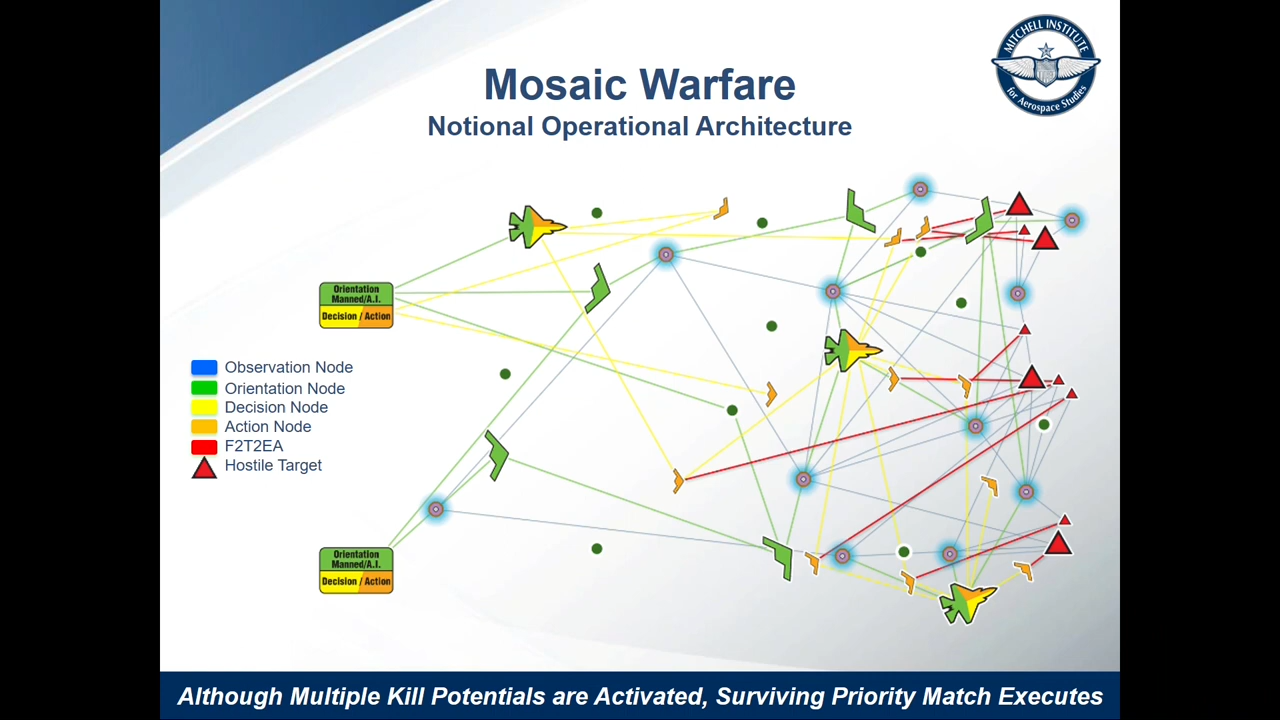 MITCHELL INSTITUTE
for Aerospace Studies
Mosaic Warfare
Notional Operational Architecture
Orientation
Manned/A.I.
Decision / Action
Observation Node
Orientation Node
Decision Node
Action Node
F2T2EA
Hostile Target
Orientation
Manned/A.I.
Decision / Action
Although Multiple Kill Potentials are Activated, Surviving Priority Match Executes